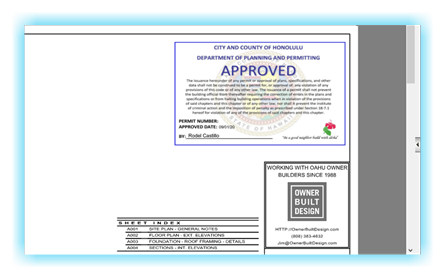 CITY AND COUNTY OF HONOLULU
DEPARTMENT OF PLANNING AND PERMITTING
APPROVED
The issuance hereunder of any permit or approval of plans, specifications, and other
data shall not be construed to be a permit for, or approval of, any violation of any
provisions of this code or of any other law. The issuance of a permit shall not prevent
the building official from thereafter requiring the correction of errors in the plans and
specifications or from halting building operations when in violation of the provisions
of said chapters and this chapter or of any other law, nor shall it prevent the institute
of criminal action and the imposition of penalty as prescribed under Section 18-7.1
hereof for violation of any of the provisions of said chapters and this chapter.
PERMIT NUMBER:
APPROVED DATE:
BY: Rodel Castillo
"Be a good neighbor-build with aloha"
WORKING WITH OAHU OWNER
BUILDERS SINCE 1988
OWNER
BUILT
DESIGN
HTTP://OwnerBuiltDesign.com
(808) 383-4832
Jim@OwnerBuiltDesign.com
SHEET INDEX
A001 SITE PLAN - GENERAL NOTES
A002 FLOOR PLAN - EXT. ELEVATIONS
A003 FOUNDATION - ROOF FRAMING - DETAILS
A004 SECTIONS - INT. ELEVATIONS